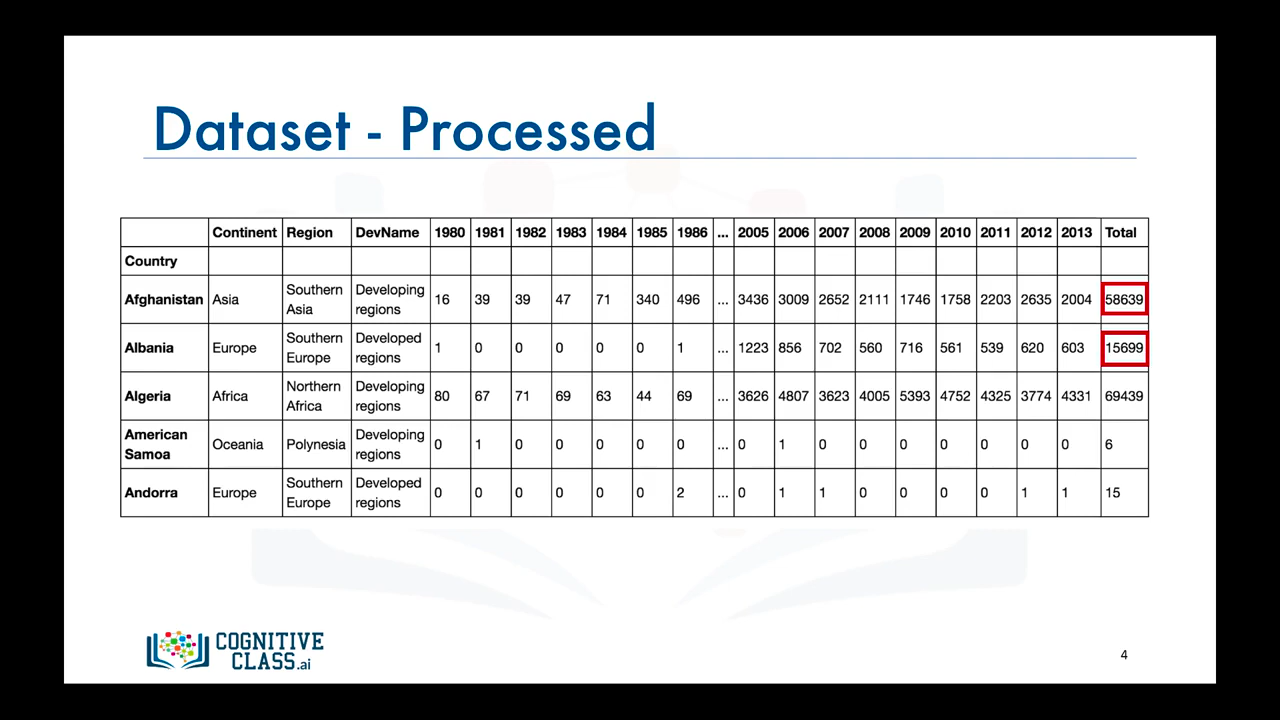 Dataset - Processed
Continent Region DevName 1980 1981 1982 1983 1984 1985 1986 ... 2005 2006 2007 2008 2009 2010 2011 2012 2013 Total
Country
Afghanistan Asia Southern Asia Developing regions 16 39 39 47 71 340 496 ... 3436 3009 2652 2111 1746 1758 2203 2635 2004 58639
Albania Europe Southern Europe Developed regions 1 0 0 0 0 0 1 ... 1223 856 702 560 716 561 539 620 603 15699
Algeria Africa Northern Africa Developing regions 80 67 71 69 63 44 69 ... 3626 4807 3623 4005 5393 4752 4325 3774 4331 69439
American Samoa Oceania Polynesia Developing regions 0 1 0 0 0 0 0 ... 0 1 0 0 0 0 0 0 0 6
Andorra Europe Southern Europe Developed regions 0 0 0 0 0 0 2 ... 0 1 1 0 0 0 0 1 1 15
COGNITIVE
CLASS.ai
4